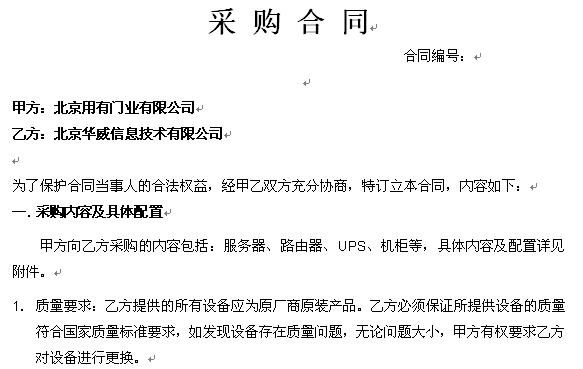 采购合同
合同编号：
甲方：北京用有门业有限公司
乙方：北京华威信息技术有限公司
为了保护合同当事人的合法权益，经甲乙双方充分协商，特订立本合同，内容如下：
一．采购内容及具体配置
甲方向乙方采购的内容包括：服务器、路由器、UPS、机柜等，具体内容及配置详见
附件。
1. 质量要求：乙方提供的所有设备应为原厂商原装产品。乙方必须保证所提供设备的质量
符合国家质量标准要求，如发现设备存在质量问题，无论问题大小，甲方有权要求乙方
对设备进行更换。